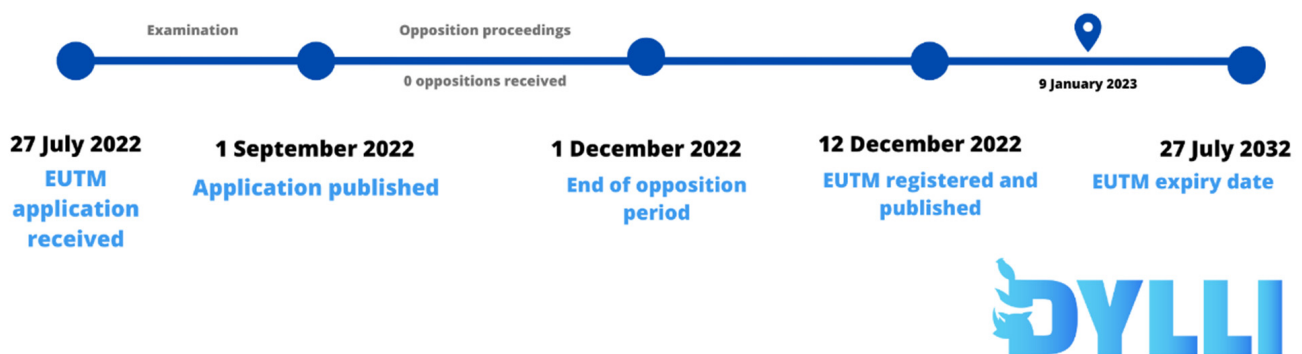 Examination
Opposition proceedings
0 oppositions received
9 January 2023
27 July 2022
EUTM
application
received
1 September 2022
Application published
1 December 2022
End of opposition
period
12 December 2022
EUTM registered and
published
27 July 2032
EUTM expiry date
DYLLI